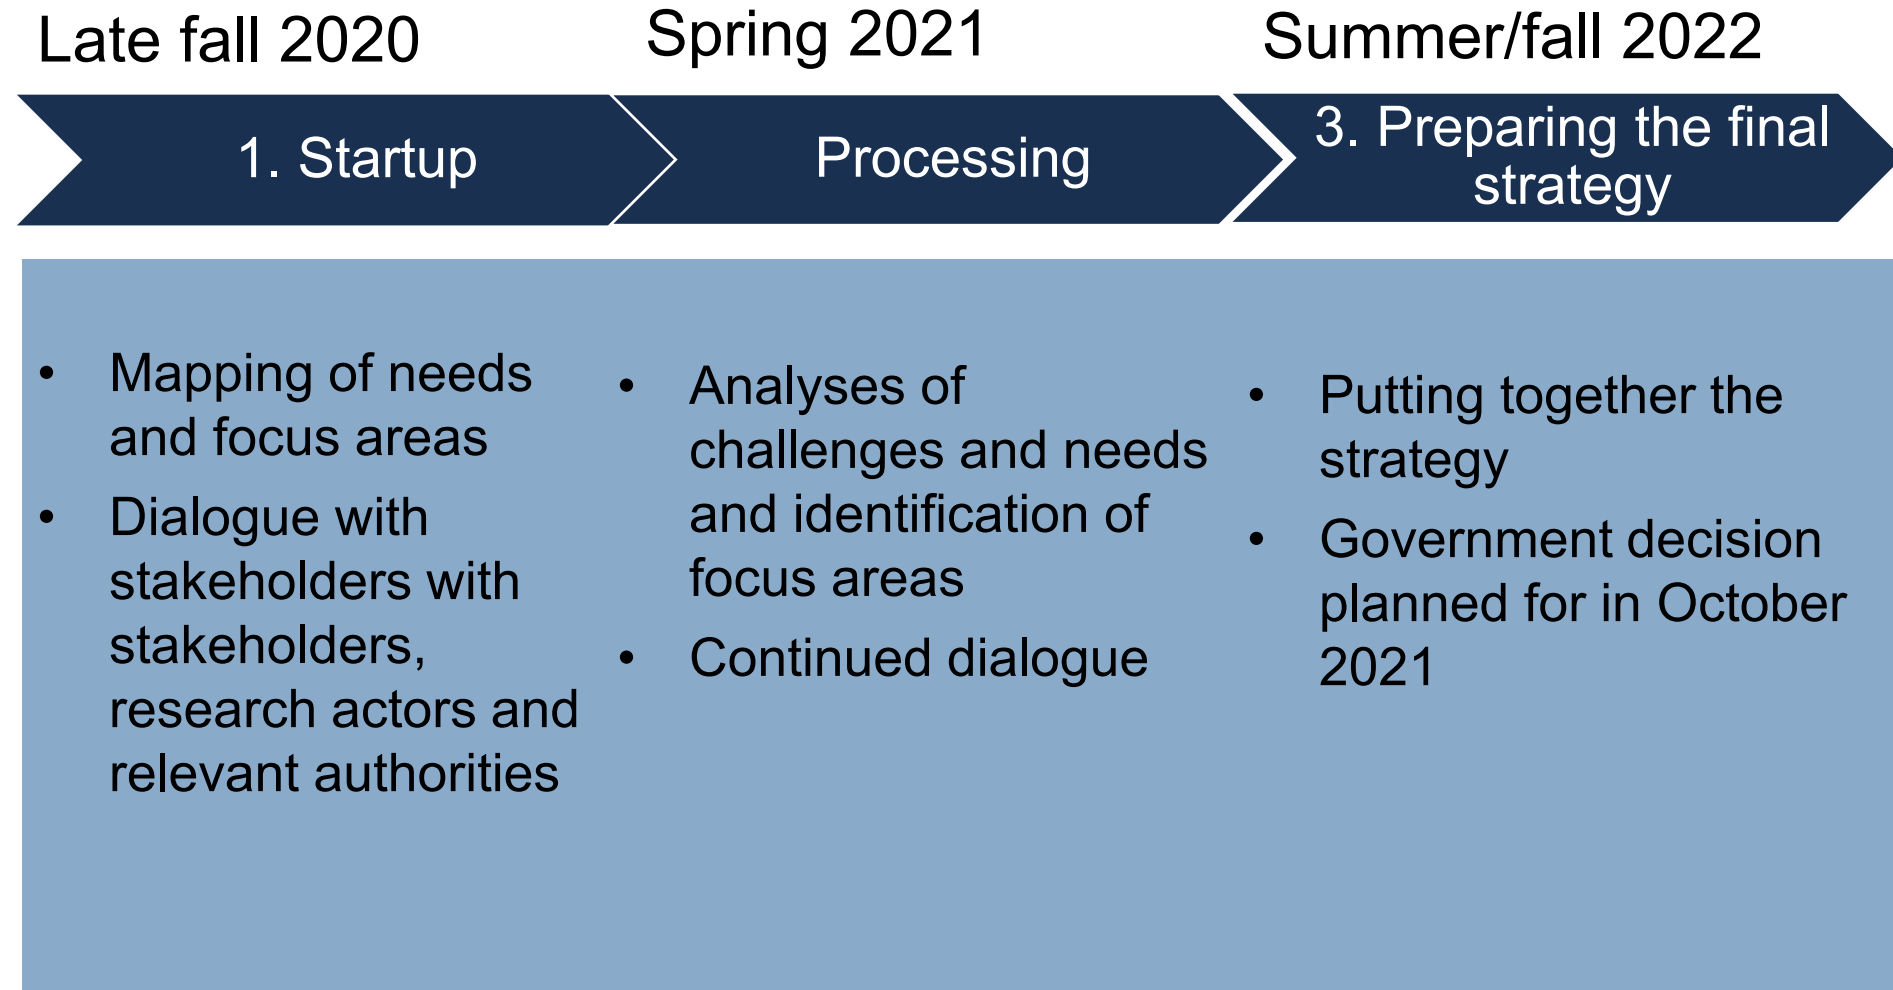 Late fall 2020
Spring 2021
Summer/fall 2022
1. Startup
Processing
3. Preparing the final
strategy
• Mapping of needs
and focus areas
• Dialogue with
stakeholders with
stakeholders,
research actors and
relevant authorities
• Analyses of
challenges and needs
and identification of
focus areas
• Continued dialogue
• Putting together the
strategy
• Government decision
planned for in October
2021